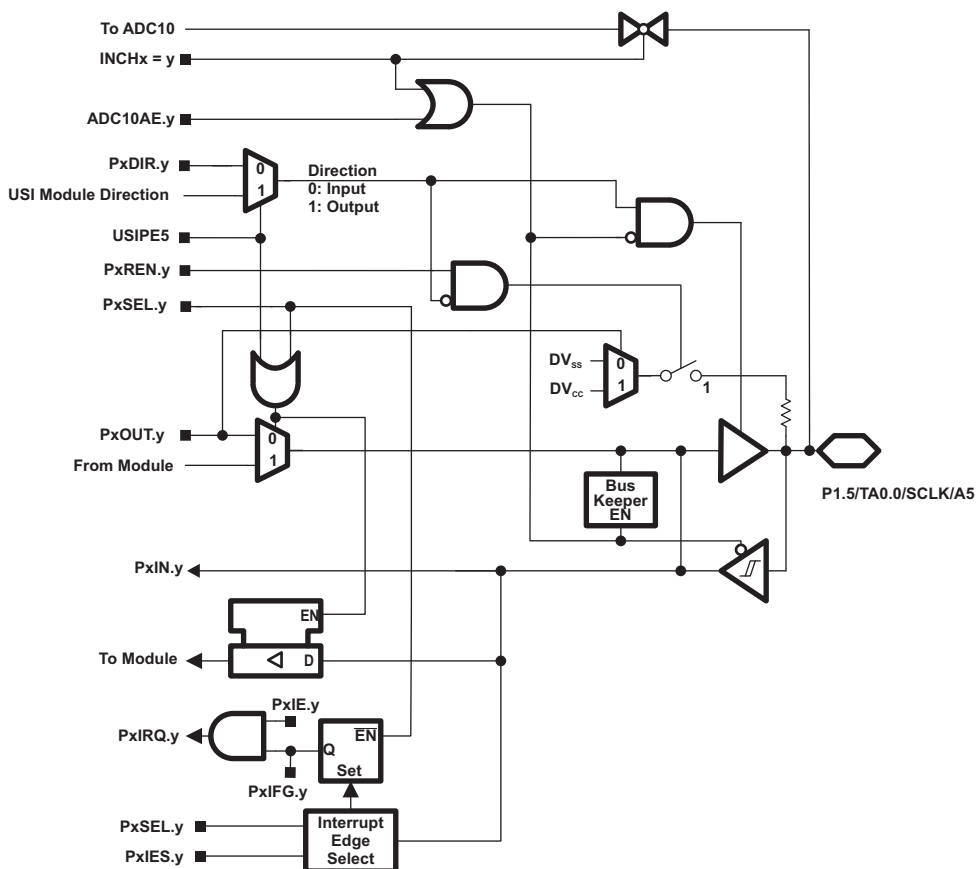 To ADC10
INCHx = y
ADC10AE.y
PxDIR.y
0
1
Direction
0: Input
1: Output
USI Module Direction
USIPE5
PxREN.y
PxSEL.y
DVss
0
DVcc
1
1
PxOUT.y
0
From Module
1
Bus
Keeper
EN
P1.5/TA0.0/SCLK/A5
PxIN.y
EN
To Module
D
PxIE.y
PxIRQ.y
EN
Q
Set
PxIFG.y
PxSEL.y
PxIES.y
Interrupt
Edge
Select